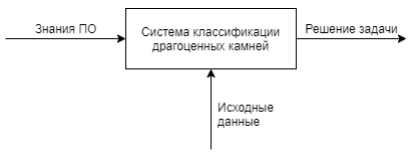 Знания ПО
Система классификации
драгоценных камней
Решение задачи
Исходные
данные